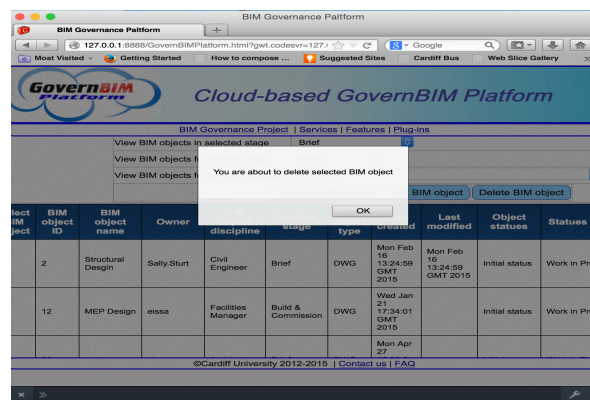 BIM Governance Paltform
BIM Governance Paltform
127.0.0.1:8888/GovernBIMPlatform.html?gwt.codesvr=127.
Google
Most Visited
Getting Started
How to compose ...
Suggested Sites
Cardiff Bus
Web Slice Gallery
GovernBIM
Platform
Cloud-based GovernBIM Platform
BIM Governance Project | Services | Features | Plug-ins
View BIM objects in selected stage
Brief
View BIM objects f
View BIM objects f
You are about to delete selected BIM object
OK
BIM object
Delete BIM object
lect
IM
ject
BIM
object
ID
BIM
object
name
Owner
discipline
stage
type
created
Last
modified
Object
statues
Statues
2
Structural
Desgin
Sally.Sturt
Civil
Engineer
Brief
DWG
Mon Feb
16
13:24:59
GMT
2015
Mon Feb
16
13:24:59
GMT 2015
Initial status
Work in Pr
12
MEP Design
eissa
Facilities
Manager
Build &
Commission
DWG
Wed Jan
21
17:34:01
GMT
2015
Initial status
Work in Pr
Mon Apr
27
©Cardiff University 2012-2015 | Contact us | FAQ